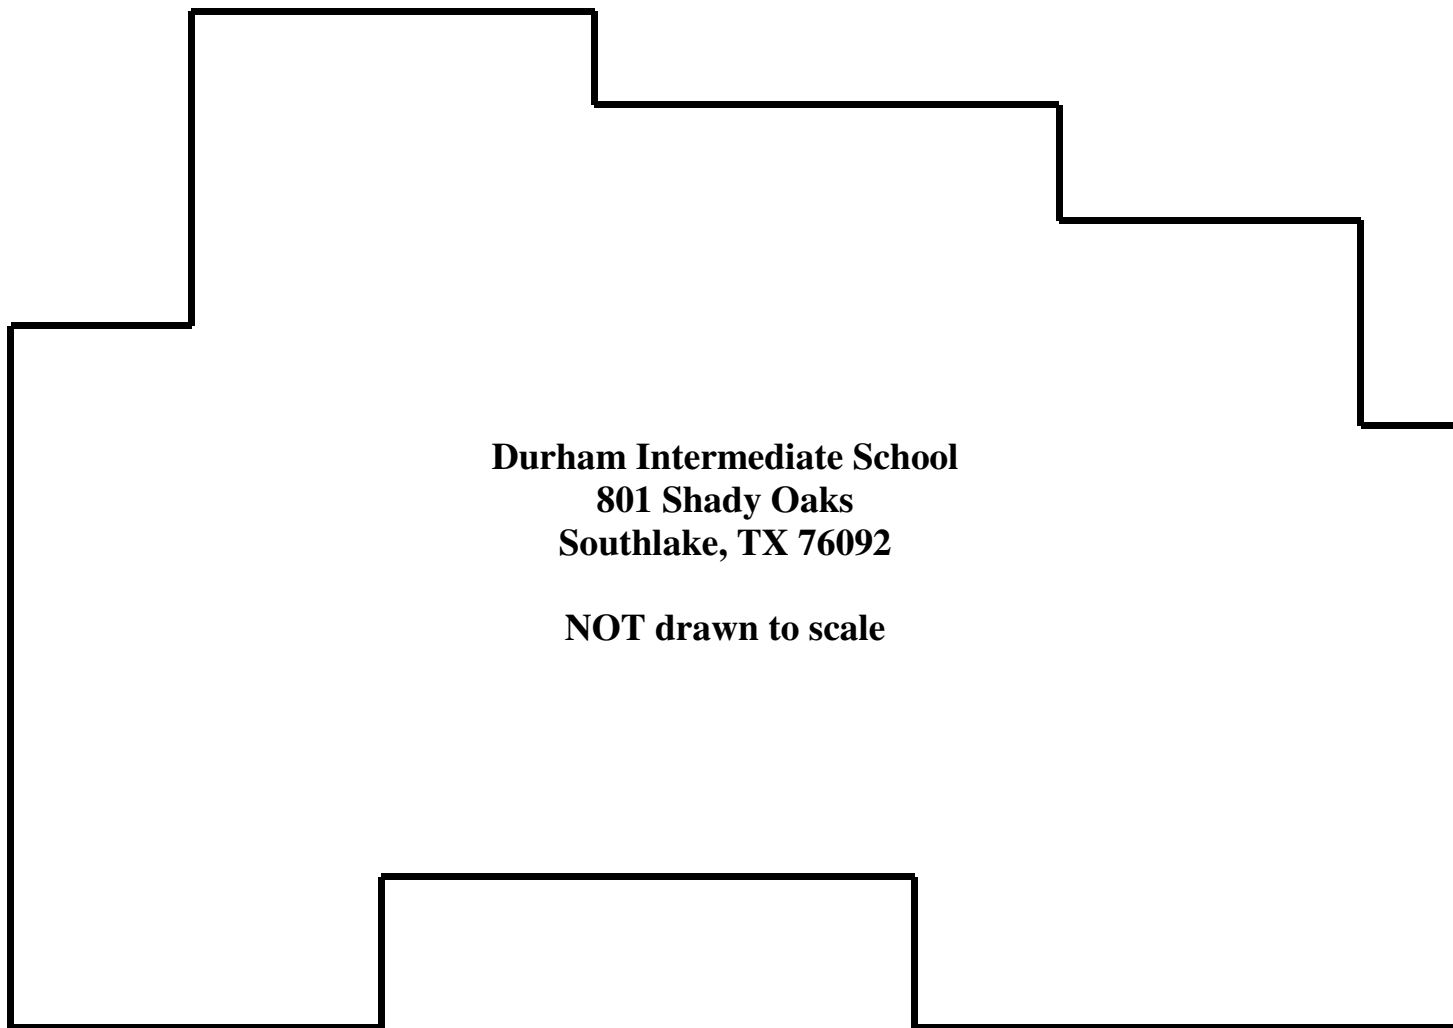 Durham Intermediate School
801 Shady Oaks
Southlake, TX 76092
NOT drawn to scale